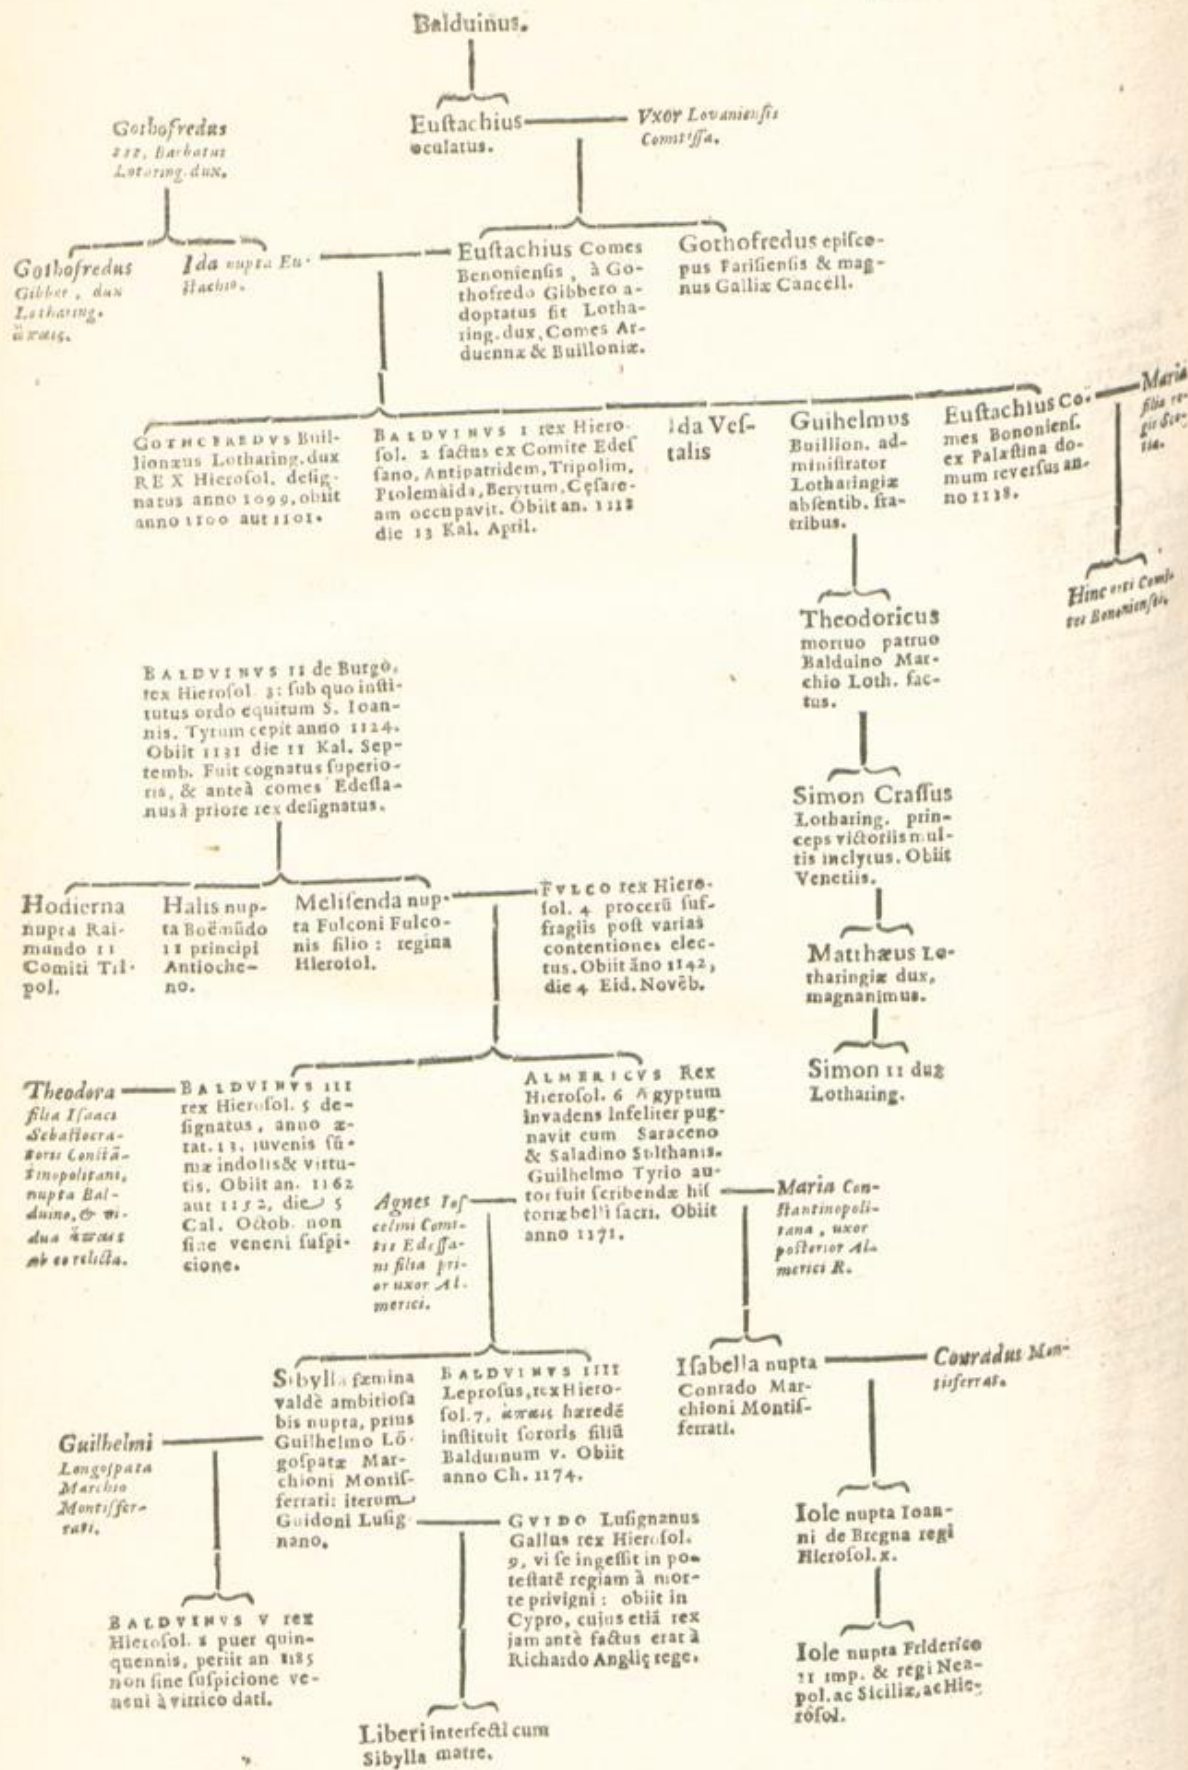 Balduinus.
Euſtachius
oculatus.
Vxor Lovanienſis
Comitiſſa.
Gothofredus
III, Barbatus
Lotoring. dux.
Gothofredus
Gibber, dux
Lotharing.
ἄπαις.
Ida nupta Eu-
ſtachio.
Euſtachius Comes
Benonienſis, à Go-
thofredo Gibbero a-
doptatus fit Lotha-
ring. dux, Comes Ar-
duennæ & Builloniæ.
Gothofredus epiſco-
pus Pariſienſis & mag-
nus Galliæ Cancell.
GOTHCFREDVS Buil-
lionæus Lotharing. dux
REX Hieroſol. deſig-
natus anno 1099. obiit
anno 1100 aut 1101.
BALDVINVS I rex Hiero-
ſol. 2 factus ex Comite Edeſ
ſano, Antipatridem, Tripolim,
Ptolemaida, Berytum, Cęſare-
am occupavit. Obiit an. 1118
die 13 Kal. April.
Ida Veſ-
talis
Guihelmus
Buillion. ad-
miniſtrator
Lotharingiæ
abſentib. fra-
tribus.
Euſtachius Co-
mes Bononienſ.
ex Palæſtina do-
mum reverſus an-
no 1138.
Maria
filia re-
gis Sco-
tiæ.
Hinc orti Comi-
tes Bononienſes.
Theodoricus
mortuo patruo
Balduino Mar-
chio Loth. fac-
tus.
BALDVINVS II de Burgò,
rex Hieroſol. 3: ſub quo inſti-
tutus ordo equitum S. Ioan-
nis. Tyrum cepit anno 1124.
Obiit 1131 die 11 Kal. Sep-
temb. Fuit cognatus ſuperio-
ris, & anteà comes Edeſſa-
nus à priore rex deſignatus.
Simon Craſſus
Lotharing. prin-
ceps victoriis mul-
tis inclytus. Obiit
Venetiis.
Hodierna
nupta Rai-
mundo II
Comiti Til-
pol.
Halis nup-
ta Boëmūdo
II principi
Antioche-
no.
Meliſenda nup-
ta Fulconi Fulco-
nis filio: regina
Hieroſol.
FVLCO rex Hiero-
ſol. 4 procerū ſuf-
fragiis poſt varias
contentiones elec-
tus. Obiit āno 1142,
die 4 Eid. Novēb.
Matthæus Lo-
tharingiæ dux,
magnanimus.
Simon II dux
Lotharing.
Theodora
filia Iſaaci
Sebaſtocra-
toris Conſtā-
tinopolitani,
nupta Bal-
duino, & vi-
dua ἄπαις
ab eo relicta.
BALDVINVS III
rex Hieroſol. 5 de-
ſignatus, anno æ-
tat. 13, juvenis ſū-
mæ indolis & virtu-
tis. Obiit an. 1162
aut 1152, die 5
Cal. Octob. non
ſine veneni ſuſpi-
cione.
ALMERICVS Rex
Hieroſol. 6 Ægyptum
invadens infeliter pug-
navit cum Saraceno
& Saladino Sulthanis.
Guilhelmo Tyrio au-
tor fuit ſcribendæ hiſ
toriæ belli ſacri. Obiit
anno 1171.
Agnes Ioſ
celini Comi-
tis Edeſſa-
ni filia pri-
or uxor Al-
merici.
Maria Con-
ſtantinopoli-
tana, uxor
poſterior Al-
merici R.
Sibylla fæmina
valdè ambitioſa
bis nupta, prius
Guilhelmo Lō-
goſpatæ Mar-
chioni Montiſ-
ferrati: iterum
Guidoni Luſig
nano.
BALDVINVS IIII
Leproſus, rex Hiero-
ſol. 7, ἄπαις hæredē
inſtituit ſororis filiū
Balduinum v. Obiit
anno Ch. 1174.
Iſabella nupta
Conrado Mar-
chioni Montiſ-
ferrati.
Conradus Mon-
tisferrat.
Guilhelmi
Longoſpata
Marchio
Montiſfer-
rati.
GVIDO Luſignanus
Gallus rex Hieroſol.
9, vi ſe ingeſſit in po-
teſtatē regiam à mor-
te privigni: obiit in
Cypro, cuius etiā rex
jam antè factus erat à
Richardo Anglię rege.
Iole nupta Ioan-
ni de Bregna regi
Hieroſol. x.
BALDVINVS V rex
Hieroſol. 8 puer quin-
quennis, periit an 1185
non ſine ſuſpicione ve-
neni à vitrico dati.
Iole nupta Friderico
II imp. & regi Nea-
pol. ac Siciliæ, ac Hie-
róſol.
Liberi interfecti cum
Sibylla matre.